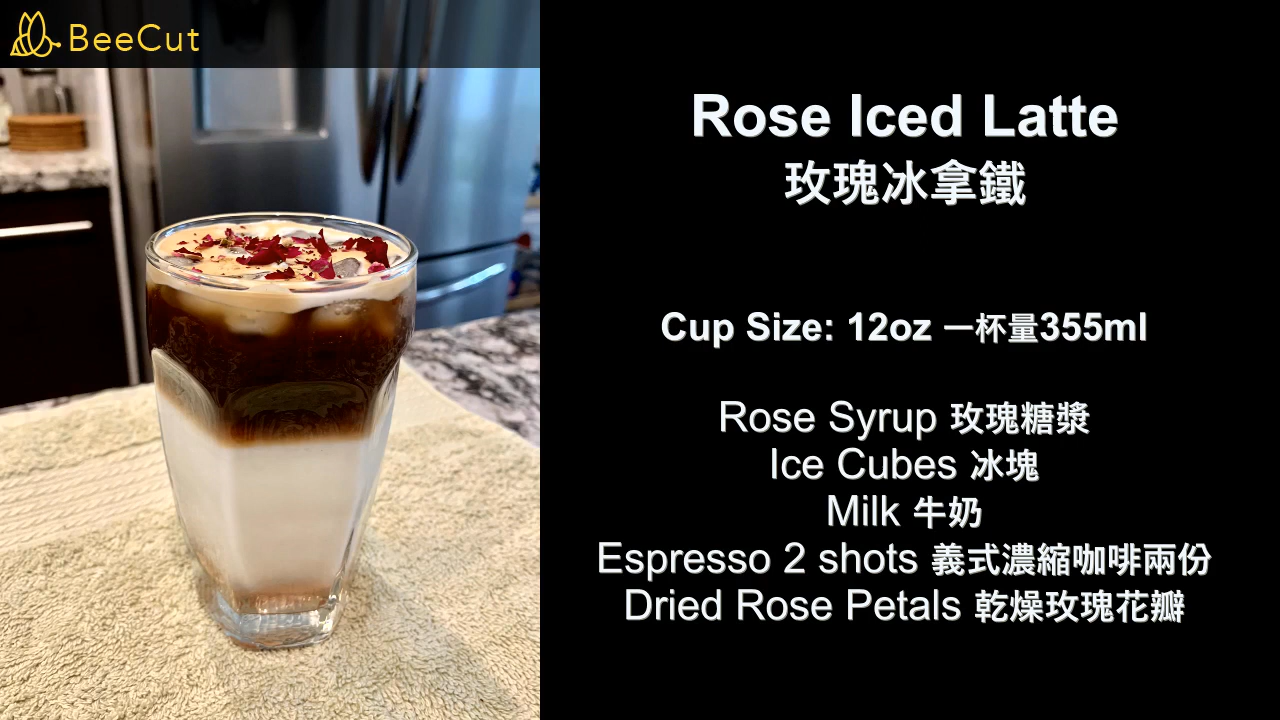 BeeCut
Rose Iced Latte
玫瑰冰拿鐵
Cup Size: 12oz 一杯量355ml
Rose Syrup 玫瑰糖漿
Ice Cubes 冰塊
Milk 牛奶
Espresso 2 shots 義式濃縮咖啡兩份
Dried Rose Petals 乾燥玫瑰花瓣